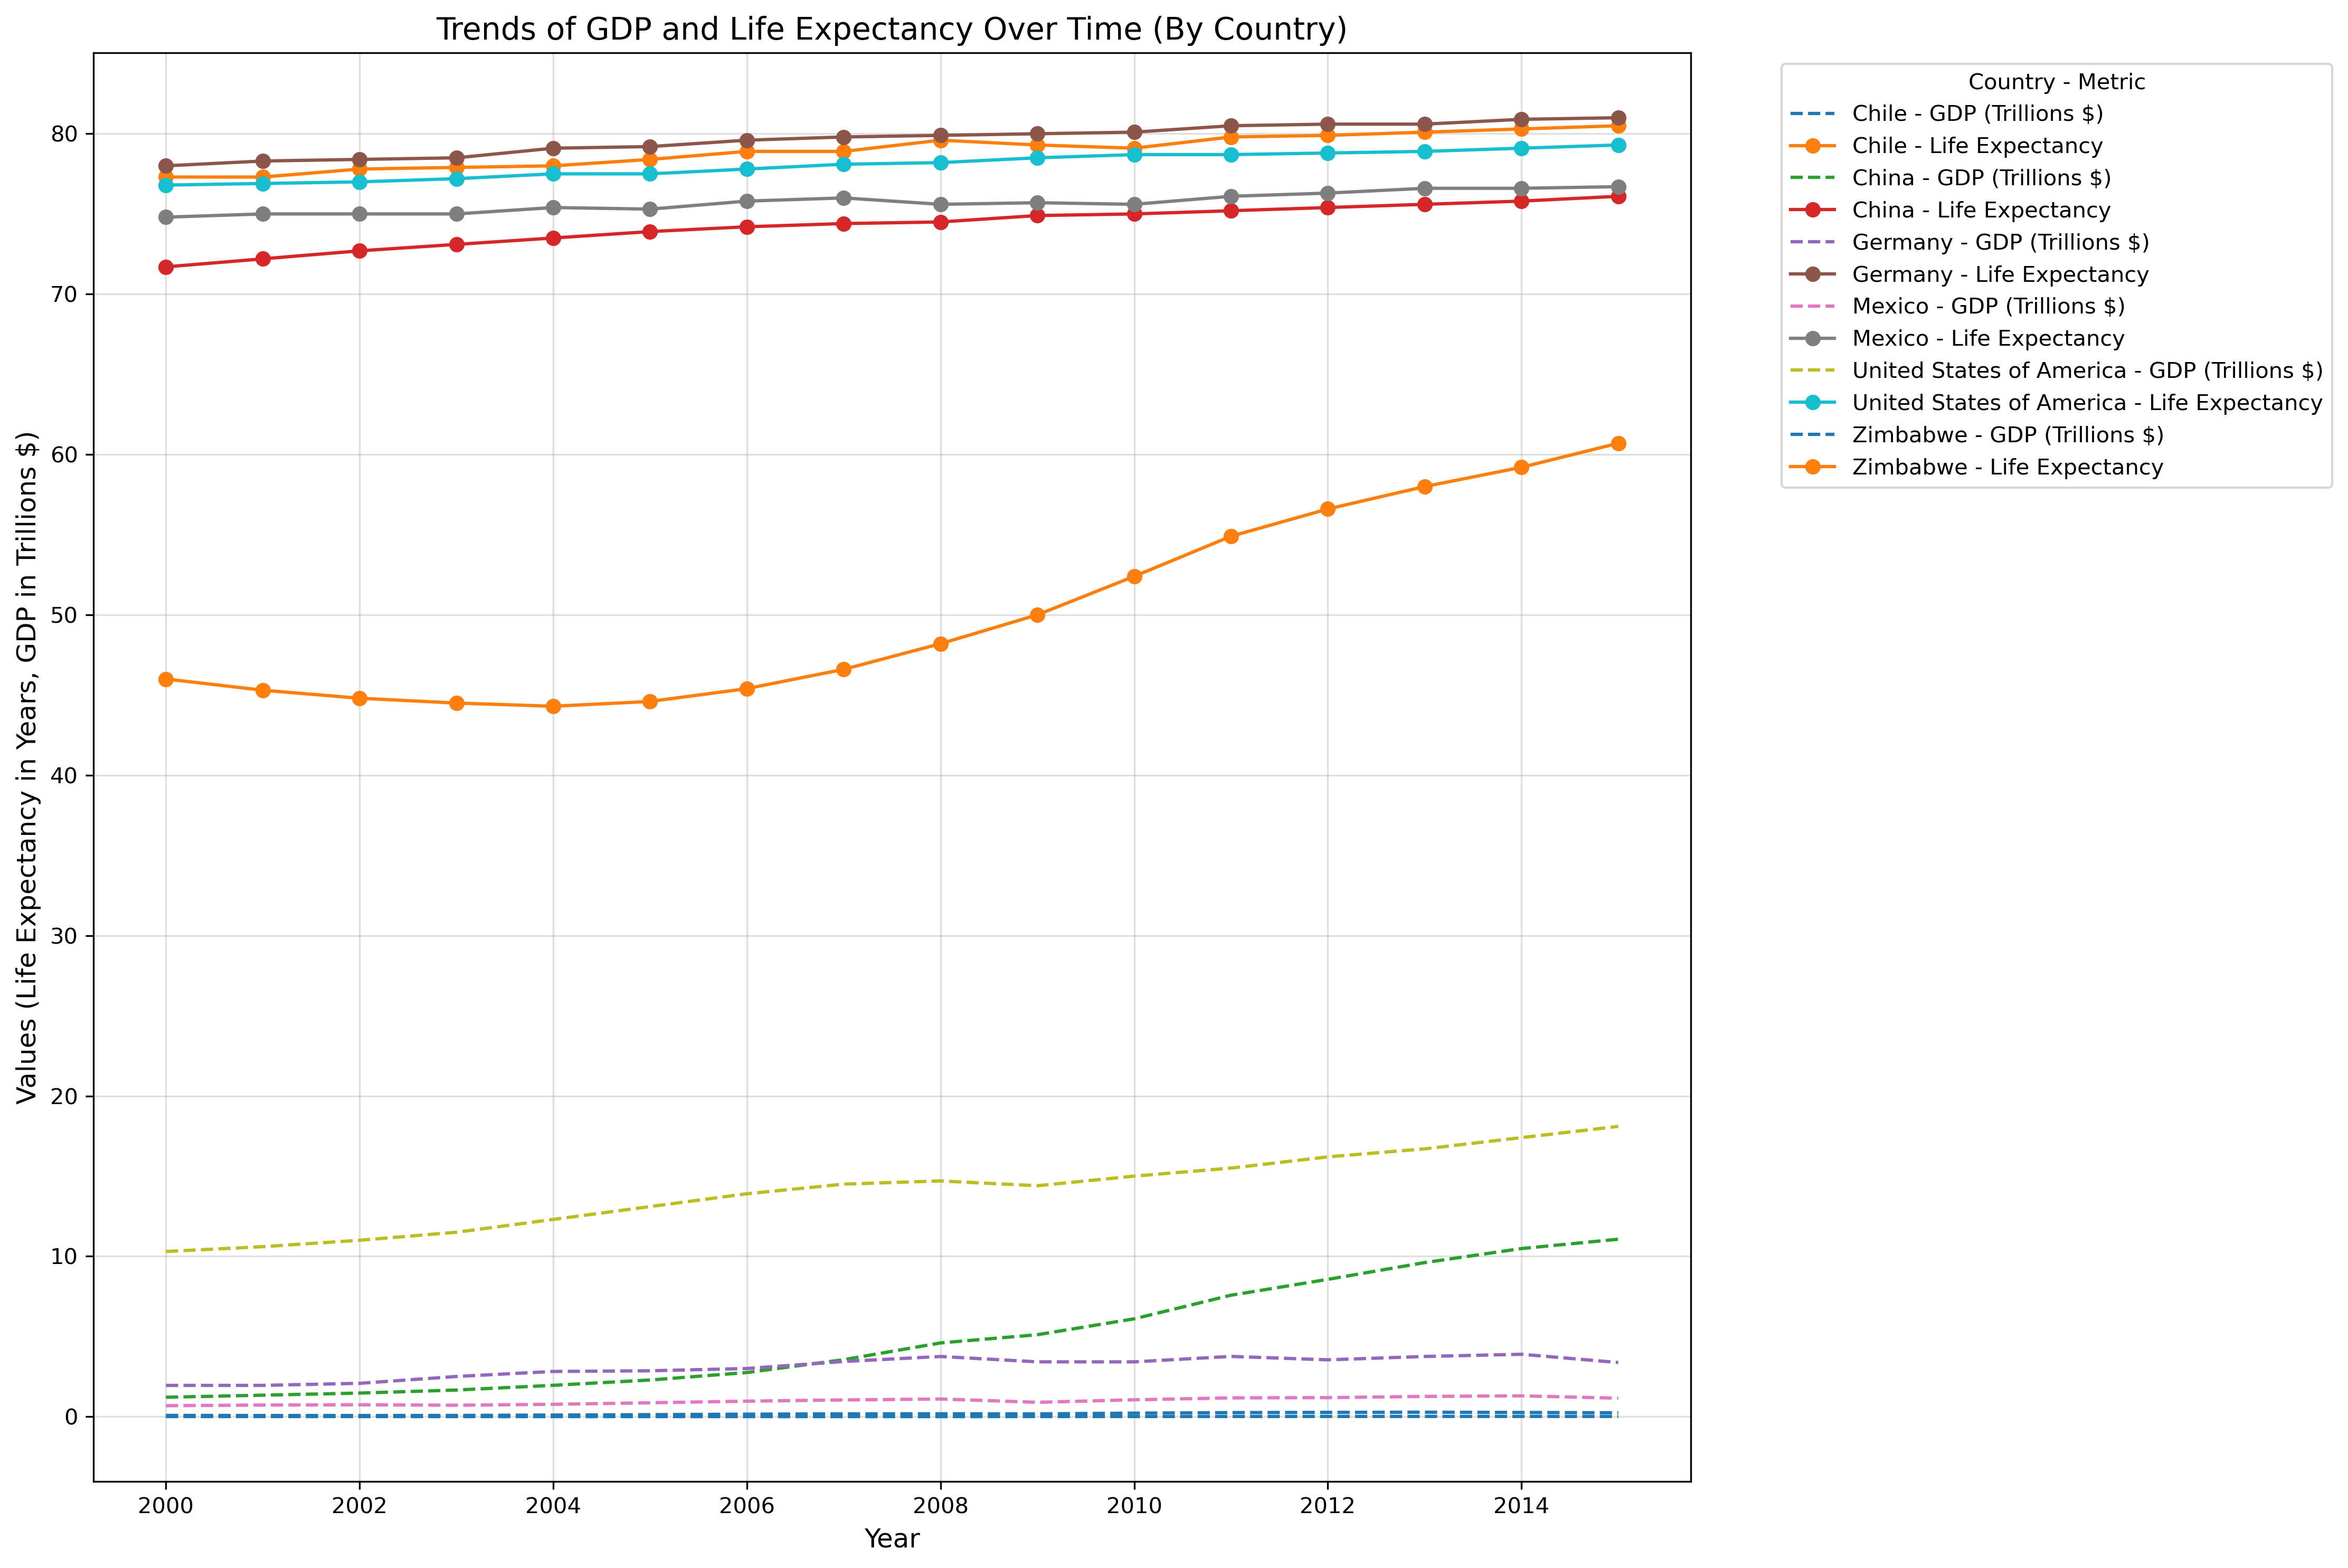 Trends of GDP and Life Expectancy Over Time (By Country)
Values (Life Expectancy in Years, GDP in Trillions $)
80
70
60
50
40
30
20
10
0
2000 2002 2004 2006 2008 2010 2012 2014
Year
Country - Metric
Chile - GDP (Trillions $)
Chile - Life Expectancy
China - GDP (Trillions $)
China - Life Expectancy
Germany - GDP (Trillions $)
Germany - Life Expectancy
Mexico - GDP (Trillions $)
Mexico - Life Expectancy
United States of America - GDP (Trillions $)
United States of America - Life Expectancy
Zimbabwe - GDP (Trillions $)
Zimbabwe - Life Expectancy